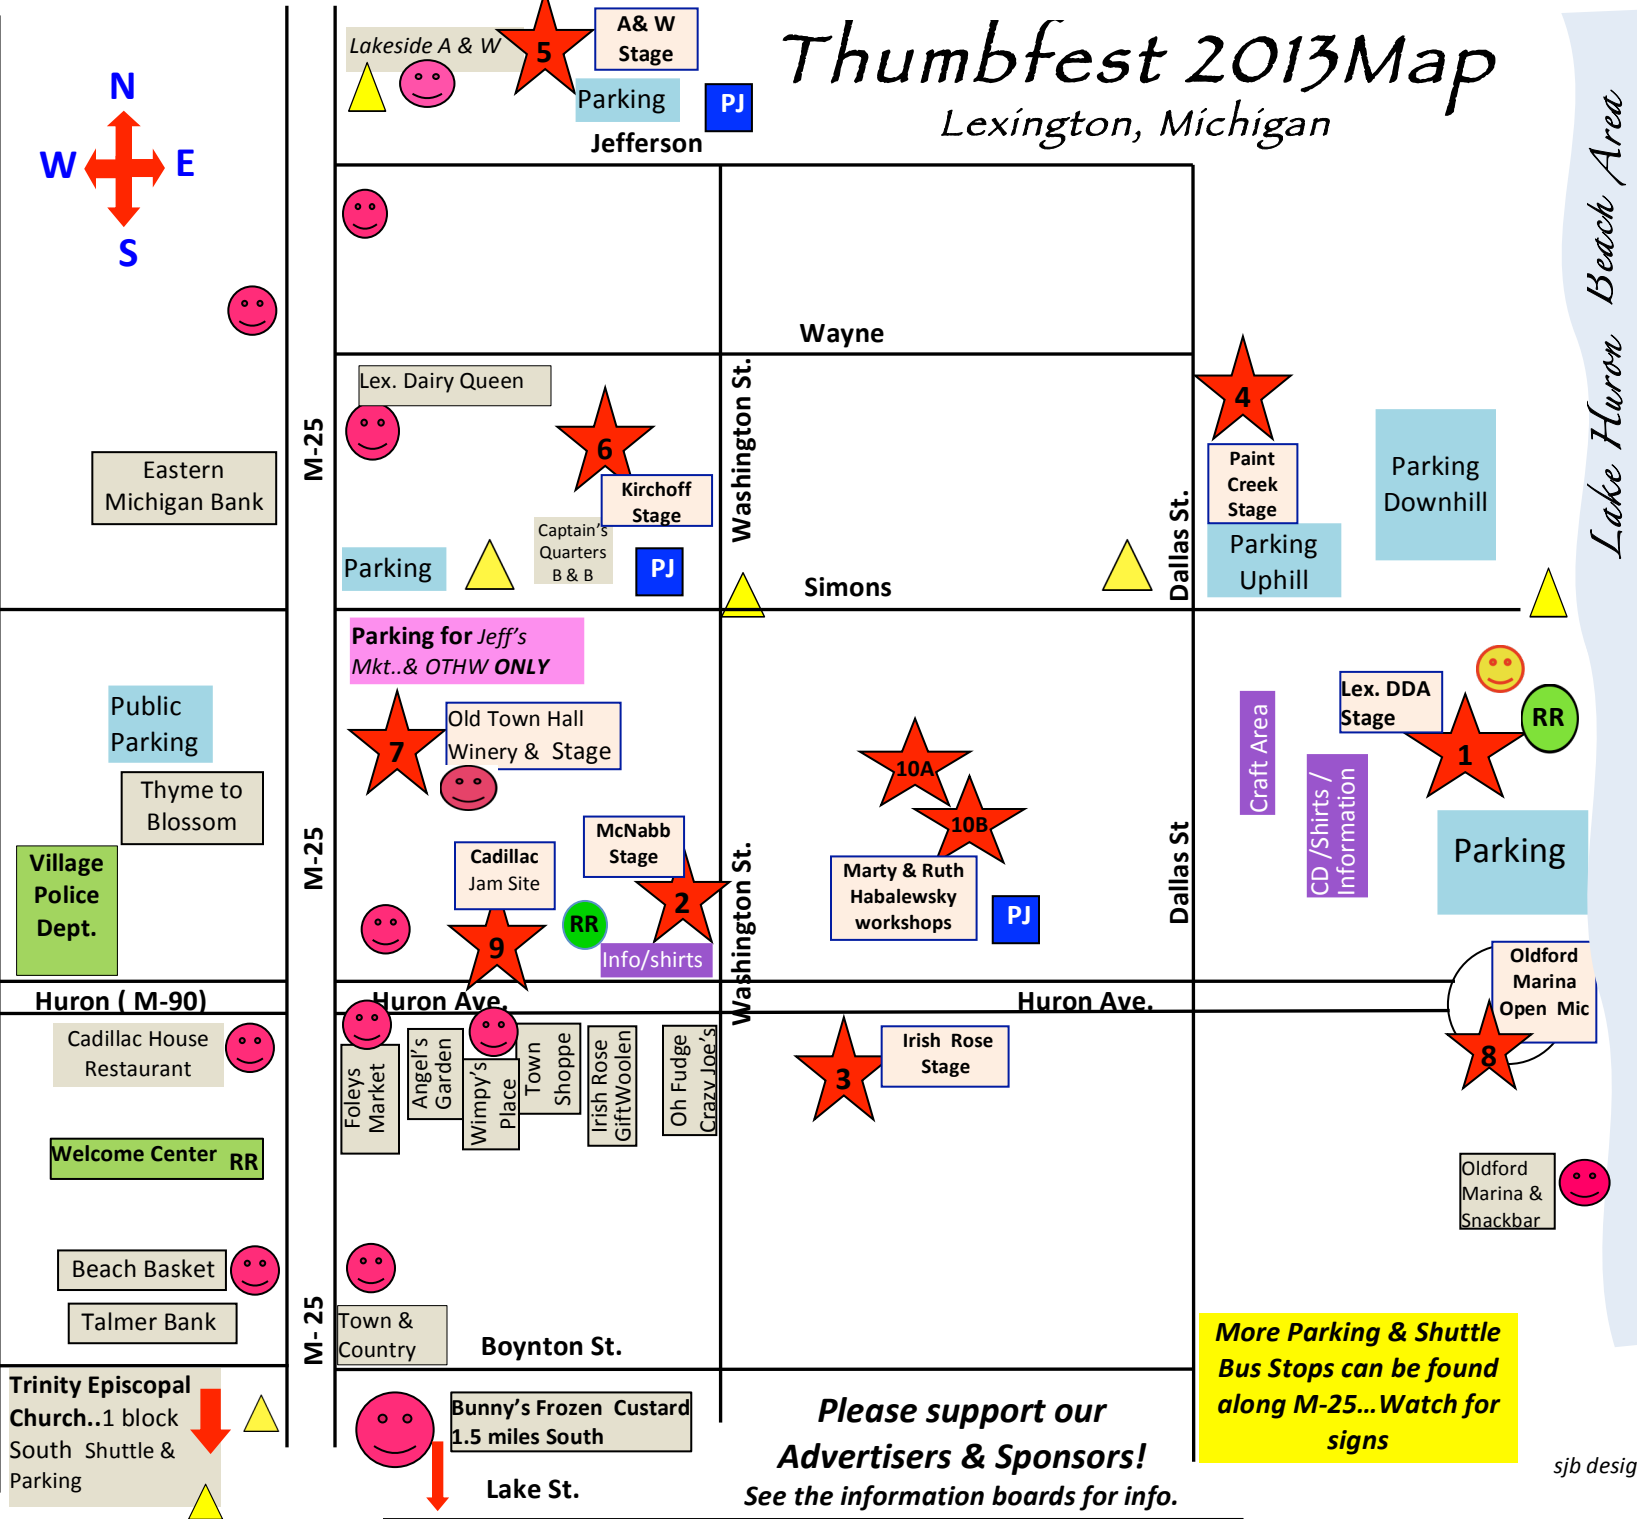 Thumbfest 2013Map
Lexington, Michigan
N
W
E
S
Lakeside A & W
5
A& W
Stage
Parking
PJ
Jefferson
Lake Huron Beach Area
Wayne
M-25
Lex. Dairy Queen
6
Kirchoff
Stage
Captain's
Quarters
B & B
Parking
PJ
Eastern
Michigan Bank
Washington St.
Simons
4
Paint
Creek
Stage
Dallas St.
Parking
Uphill
Parking
Downhill
Public
Parking
Thyme to
Blossom
Village
Police
Dept.
M-25
Parking for Jeff's
Mkt..& OTHW ONLY
7
Old Town Hall
Winery & Stage
Cadillac
Jam Site
9
McNabb
Stage
2
RR
Info/shirts
Washington St.
10A
10B
Marty & Ruth
Habalewsky
workshops
PJ
Dallas St
Craft Area
CD /Shirts /
Information
Lex. DDA
Stage
1
RR
Parking
Huron ( M-90)
Huron Ave.
Huron Ave.
Oldford
Marina
Open Mic
8
Cadillac House
Restaurant
Welcome Center RR
Beach Basket
Talmer Bank
Foleys
Market
Angel's
Garden
Wimpy's
Place
Town
Shoppe
Irish Rose
GiftWoolen
Oh Fudge
Crazy Joe's
3
Irish Rose
Stage
Oldford
Marina &
Snackbar
M- 25
Town &
Country
Boynton St.
Trinity Episcopal
Church..1 block
South Shuttle &
Parking
Bunny's Frozen Custard
1.5 miles South
Lake St.
Please support our
Advertisers & Sponsors!
See the information boards for info.
More Parking & Shuttle
Bus Stops can be found
along M-25...Watch for
signs
sjb desig